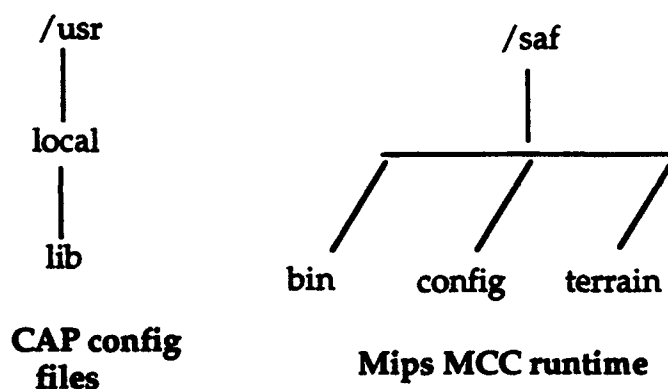 /usr
local
lib
CAP config
files
/saf
bin config terrain
Mips MCC runtime